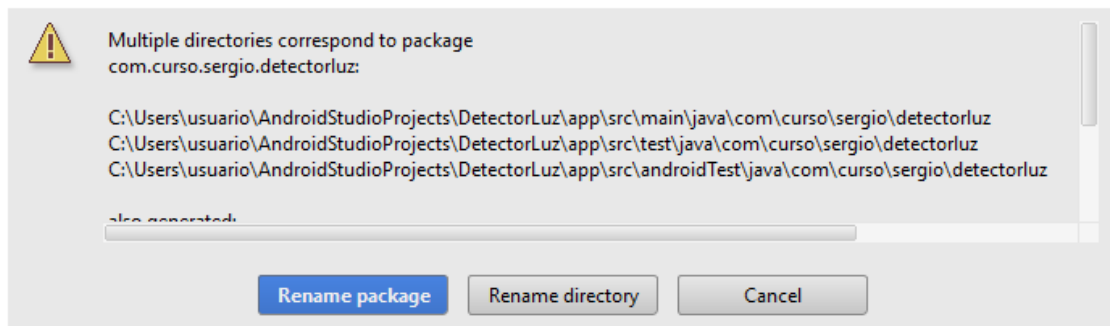 Multiple directories correspond to package
com.curso.sergio.detectorluz:
C:\Users\usuario\AndroidStudioProjects\DetectorLuz\app\src\main\java\com\curso\sergio\detectorluz
C:\Users\usuario\AndroidStudioProjects\DetectorLuz\app\src\test\java\com\curso\sergio\detectorluz
C:\Users\usuario\AndroidStudioProjects\DetectorLuz\app\src\androidTest\java\com\curso\sergio\detectorluz
also generated:
Rename package
Rename directory
Cancel